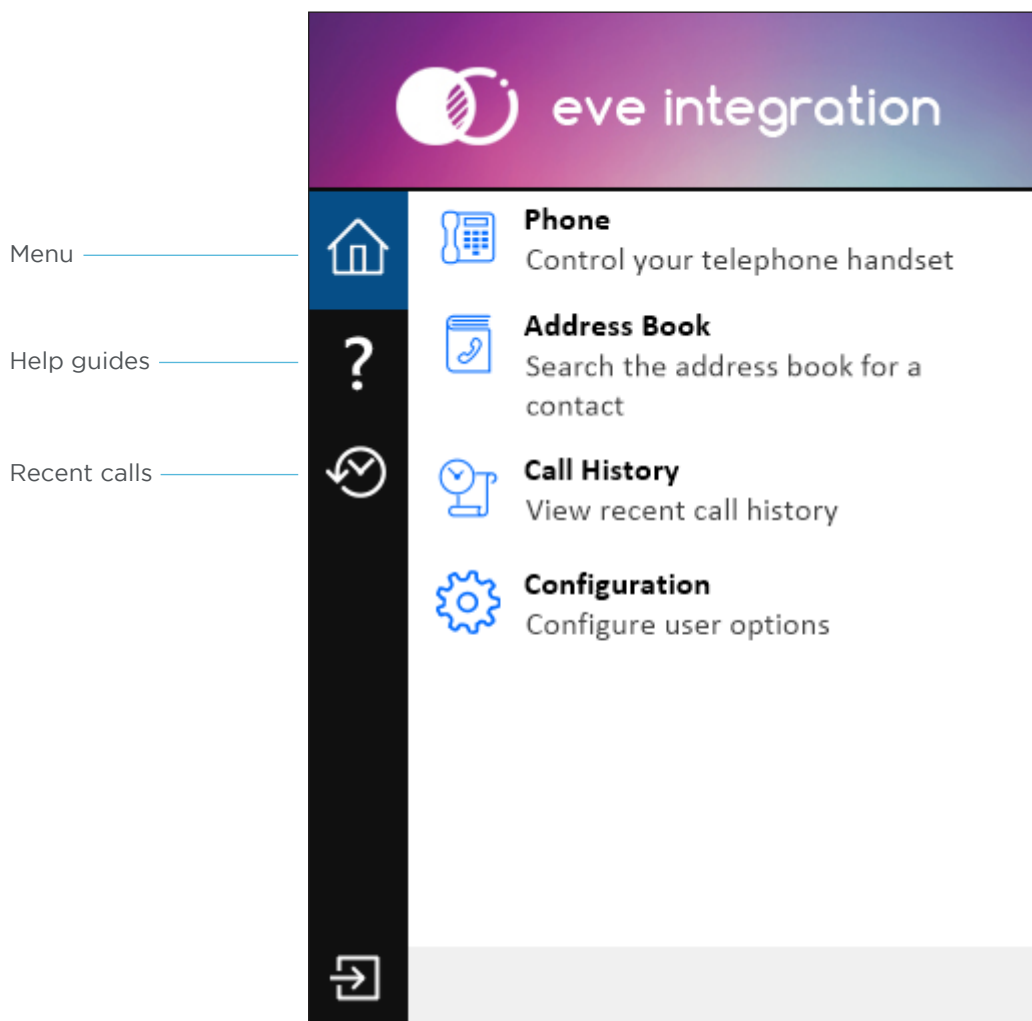 eve integration
Menu
Help guides
Recent calls
Phone
Control your telephone handset
Address Book
Search the address book for a
contact
Call History
View recent call history
Configuration
Configure user options